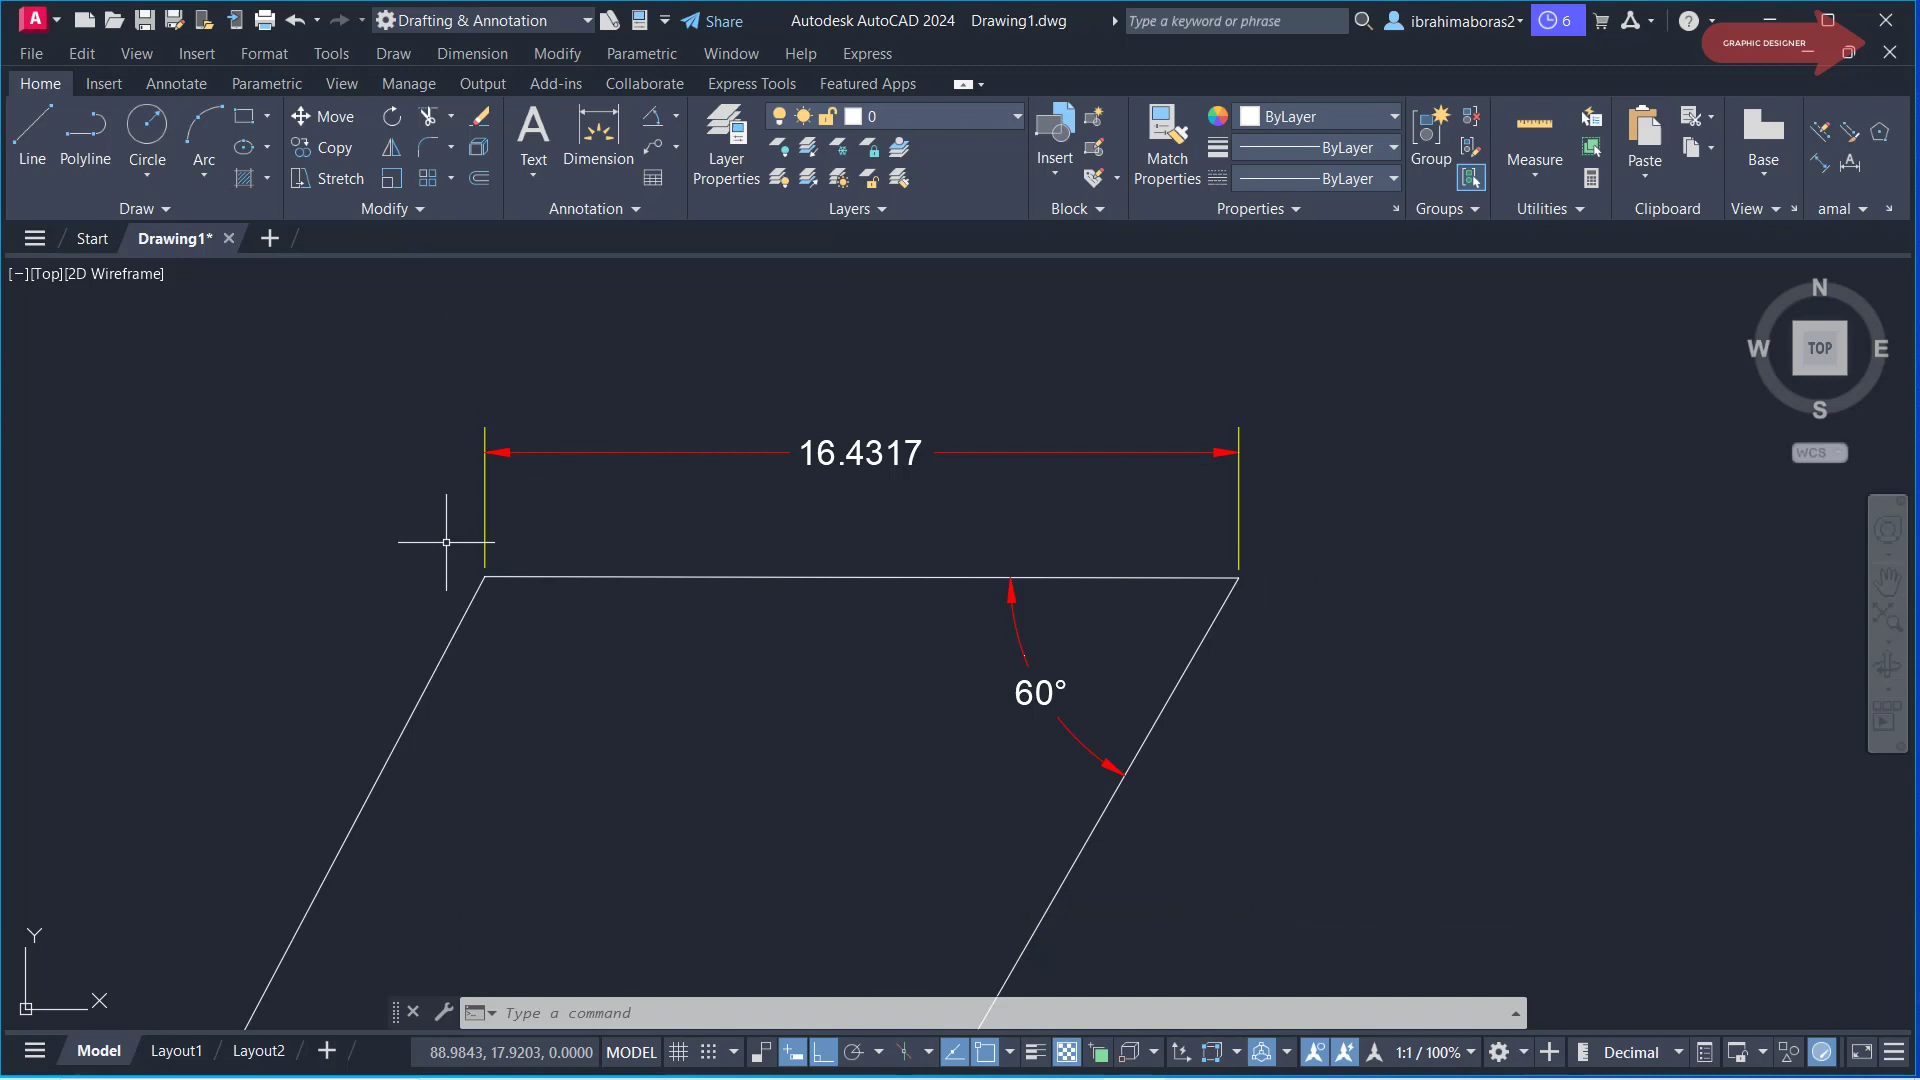 A
Drafting & Annotation
Share
Autodesk AutoCAD 2024 Drawing1.dwg
Type a keyword or phrase
ibrahimaboras2
6
GRAPHIC DESIGNER
File Edit View Insert Format Tools Draw Dimension Modify Parametric Window Help Express
Home Insert Annotate Parametric View Manage Output Add-ins Collaborate Express Tools Featured Apps
Line Polyline Circle Arc
Move
Copy
Stretch
Text Dimension
Layer Properties
0
Insert
Match Properties
ByLayer
ByLayer
ByLayer
Group
Measure
Paste
Base
Draw Modify Annotation Layers Block Properties Groups Utilities Clipboard View amal
Start Drawing1*
[−][Top][2D Wireframe]
N
W TOP E
S
WCS
16.4317
60°
Y
X
Type a command
Model Layout1 Layout2
88.9843, 17.9203, 0.0000 MODEL
1:1 / 100%
Decimal